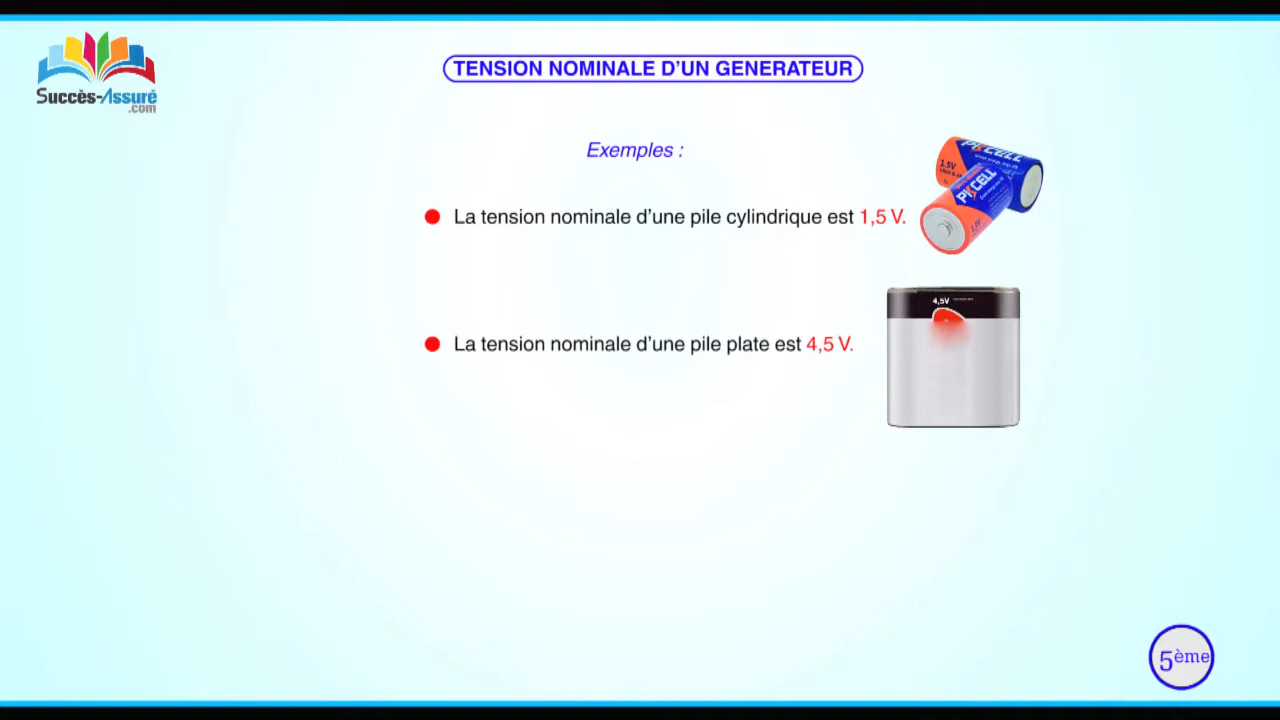 Succès-Assuré
.com
TENSION NOMINALE D’UN GENERATEUR
Exemples :
La tension nominale d’une pile cylindrique est 1,5 V.
PKCELL
1.5V
PKCELL
La tension nominale d’une pile plate est 4,5 V.
4,5V
5ème